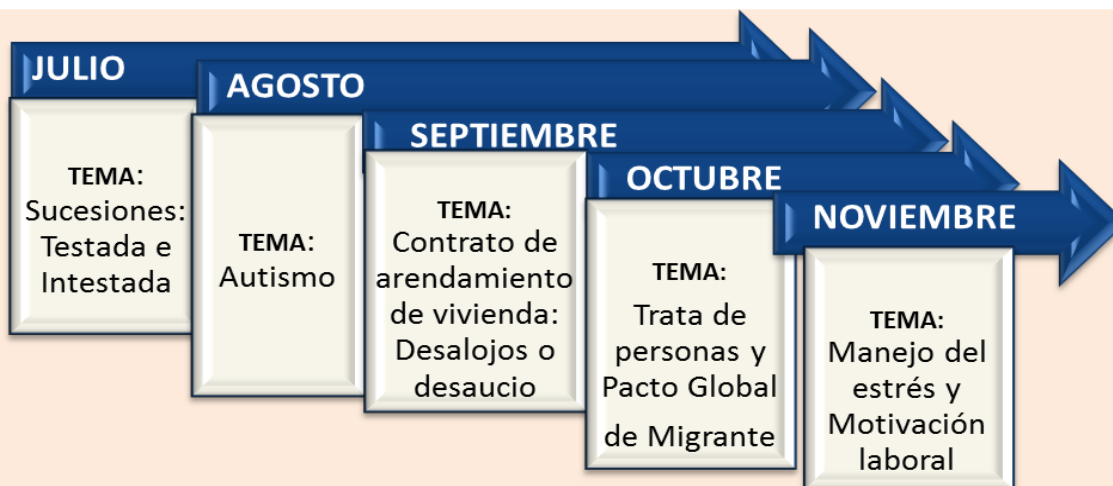 JULIO
TEMA:
Sucesiones:
Testada e
Intestada
AGOSTO
TEMA:
Autismo
SEPTIEMBRE
TEMA:
Contrato de
arendamiento
de vivienda:
Desalojos o
desaucio
OCTUBRE
TEMA:
Trata de
personas y
Pacto Global
de Migrante
NOVIEMBRE
TEMA:
Manejo del
estrés y
Motivación
laboral